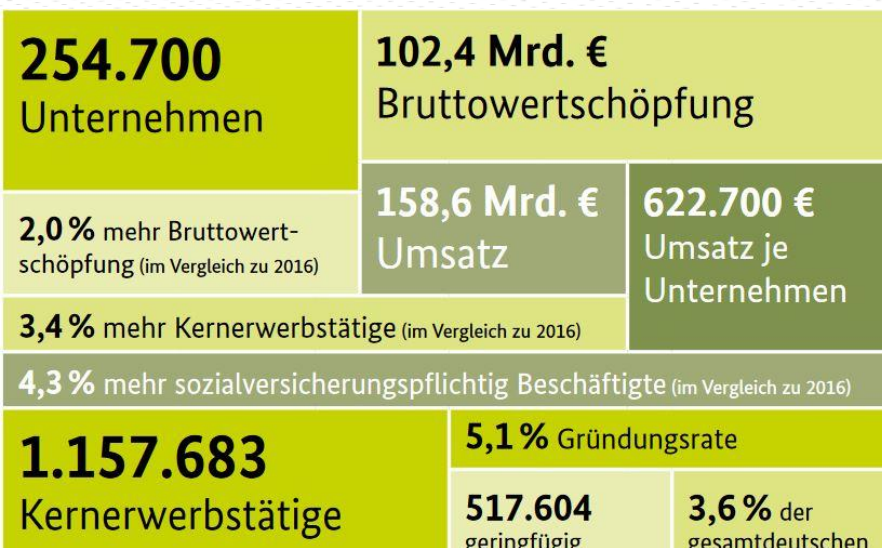 254.700
Unternehmen
102,4 Mrd. €
Bruttowertschöpfung
2,0 % mehr Bruttowert-
schöpfung (im Vergleich zu 2016)
158,6 Mrd. €
Umsatz
622.700 €
Umsatz je
Unternehmen
3,4 % mehr Kernerwerbstätige (im Vergleich zu 2016)
4,3 % mehr sozialversicherungspflichtig Beschäftigte (im Vergleich zu 2016)
1.157.683
Kernerwerbstätige
5,1 % Gründungsrate
517.604
geringfügig
3,6 % der
gesamtdeutschen